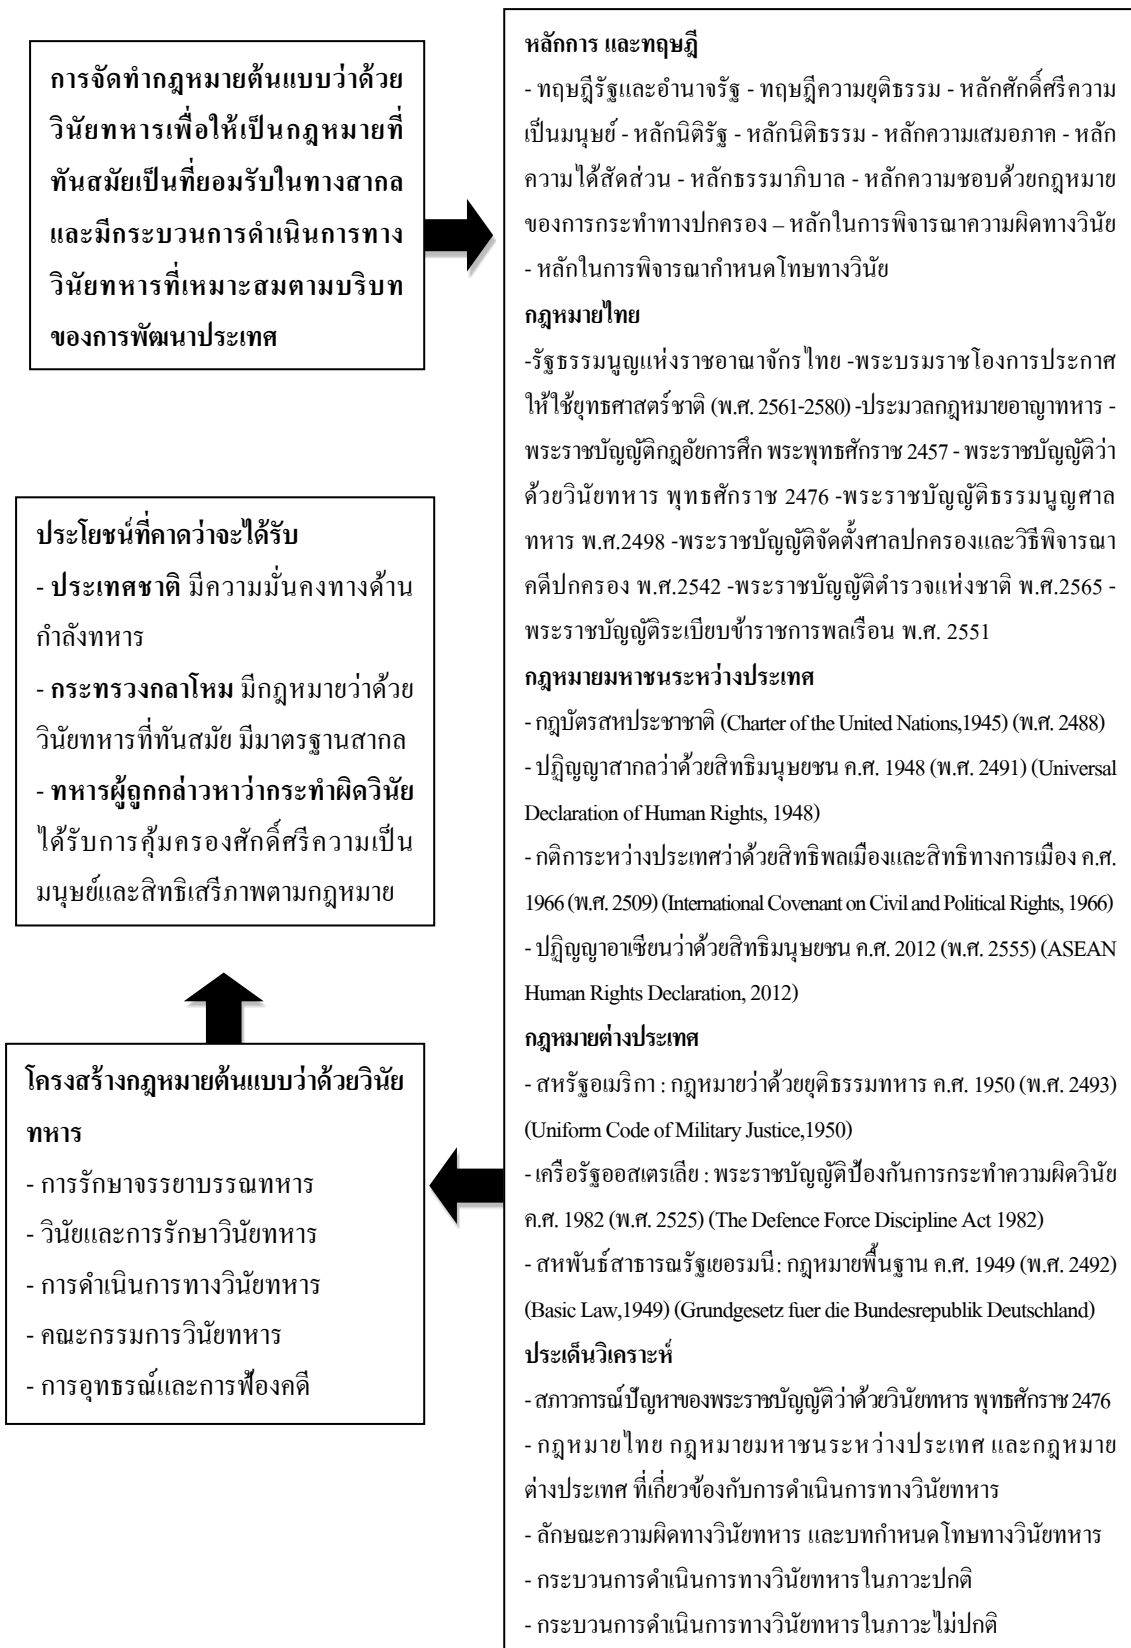 การจัดทำกฎหมายต้นแบบว่าด้วย
วินัยทหารเพื่อให้เป็นกฎหมายที่
ทันสมัยเป็นที่ยอมรับในทางสากล
และมีกระบวนการดำเนินการทาง
วินัยทหารที่เหมาะสมตามบริบท
ของการพัฒนาประเทศ
หลักการ และทฤษฎี
- ทฤษฎีรัฐและอำนาจรัฐ - ทฤษฎีความยุติธรรม - หลักศักดิ์ศรีความ
เป็นมนุษย์ - หลักนิติรัฐ - หลักนิติธรรม - หลักความเสมอภาค - หลัก
ความได้สัดส่วน - หลักธรรมาภิบาล - หลักความชอบด้วยกฎหมาย
ของการกระทำทางปกครอง – หลักในการพิจารณาความผิดทางวินัย
- หลักในการพิจารณากำหนดโทษทางวินัย
กฎหมายไทย
-รัฐธรรมนูญแห่งราชอาณาจักรไทย -พระบรมราชโองการประกาศ
ให้ใช้ยุทธศาสตร์ชาติ (พ.ศ. 2561-2580) -ประมวลกฎหมายอาญาทหาร -
พระราชบัญญัติกฎอัยการศึก พระพุทธศักราช 2457 - พระราชบัญญัติว่า
ด้วยวินัยทหาร พุทธศักราช 2476 -พระราชบัญญัติธรรมนูญศาล
ทหาร พ.ศ.2498 -พระราชบัญญัติจัดตั้งศาลปกครองและวิธีพิจารณา
คดีปกครอง พ.ศ.2542 -พระราชบัญญัติตำรวจแห่งชาติ พ.ศ.2565 -
พระราชบัญญัติระเบียบข้าราชการพลเรือน พ.ศ. 2551
กฎหมายมหาชนระหว่างประเทศ
- กฎบัตรสหประชาชาติ (Charter of the United Nations,1945) (พ.ศ. 2488)
- ปฏิญญาสากลว่าด้วยสิทธิมนุษยชน ค.ศ. 1948 (พ.ศ. 2491) (Universal
Declaration of Human Rights, 1948)
- กติการะหว่างประเทศว่าด้วยสิทธิพลเมืองและสิทธิทางการเมือง ค.ศ.
1966 (พ.ศ. 2509) (International Covenant on Civil and Political Rights, 1966)
- ปฏิญญาอาเซียนว่าด้วยสิทธิมนุษยชน ค.ศ. 2012 (พ.ศ. 2555) (ASEAN
Human Rights Declaration, 2012)
กฎหมายต่างประเทศ
- สหรัฐอเมริกา : กฎหมายว่าด้วยยุติธรรมทหาร ค.ศ. 1950 (พ.ศ. 2493)
(Uniform Code of Military Justice,1950)
- เครือรัฐออสเตรเลีย : พระราชบัญญัติป้องกันการกระทำความผิดวินัย
ค.ศ. 1982 (พ.ศ. 2525) (The Defence Force Discipline Act 1982)
- สหพันธ์สาธารณรัฐเยอรมนี: กฎหมายพื้นฐาน ค.ศ. 1949 (พ.ศ. 2492)
(Basic Law,1949) (Grundgesetz fuer die Bundesrepublik Deutschland)
ประเด็นวิเคราะห์
- สภาวการณ์ปัญหาของพระราชบัญญัติว่าด้วยวินัยทหาร พุทธศักราช 2476
- กฎหมายไทย กฎหมายมหาชนระหว่างประเทศ และกฎหมาย
ต่างประเทศ ที่เกี่ยวข้องกับการดำเนินการทางวินัยทหาร
- ลักษณะความผิดทางวินัยทหาร และบทกำหนดโทษทางวินัยทหาร
- กระบวนการดำเนินการทางวินัยทหารในภาวะปกติ
- กระบวนการดำเนินการทางวินัยทหารในภาวะไม่ปกติ
โครงสร้างกฎหมายต้นแบบว่าด้วยวินัย
ทหาร
- การรักษาจรรยาบรรณทหาร
- วินัยและการรักษาวินัยทหาร
- การดำเนินการทางวินัยทหาร
- คณะกรรมการวินัยทหาร
- การอุทธรณ์และการฟ้องคดี
ประโยชน์ที่คาดว่าจะได้รับ
- ประเทศชาติ มีความมั่นคงทางด้าน
กำลังทหาร
- กระทรวงกลาโหม มีกฎหมายว่าด้วย
วินัยทหารที่ทันสมัย มีมาตรฐานสากล
- ทหารผู้ถูกกล่าวหาว่ากระทำผิดวินัย
ได้รับการคุ้มครองศักดิ์ศรีความเป็น
มนุษย์และสิทธิเสรีภาพตามกฎหมาย